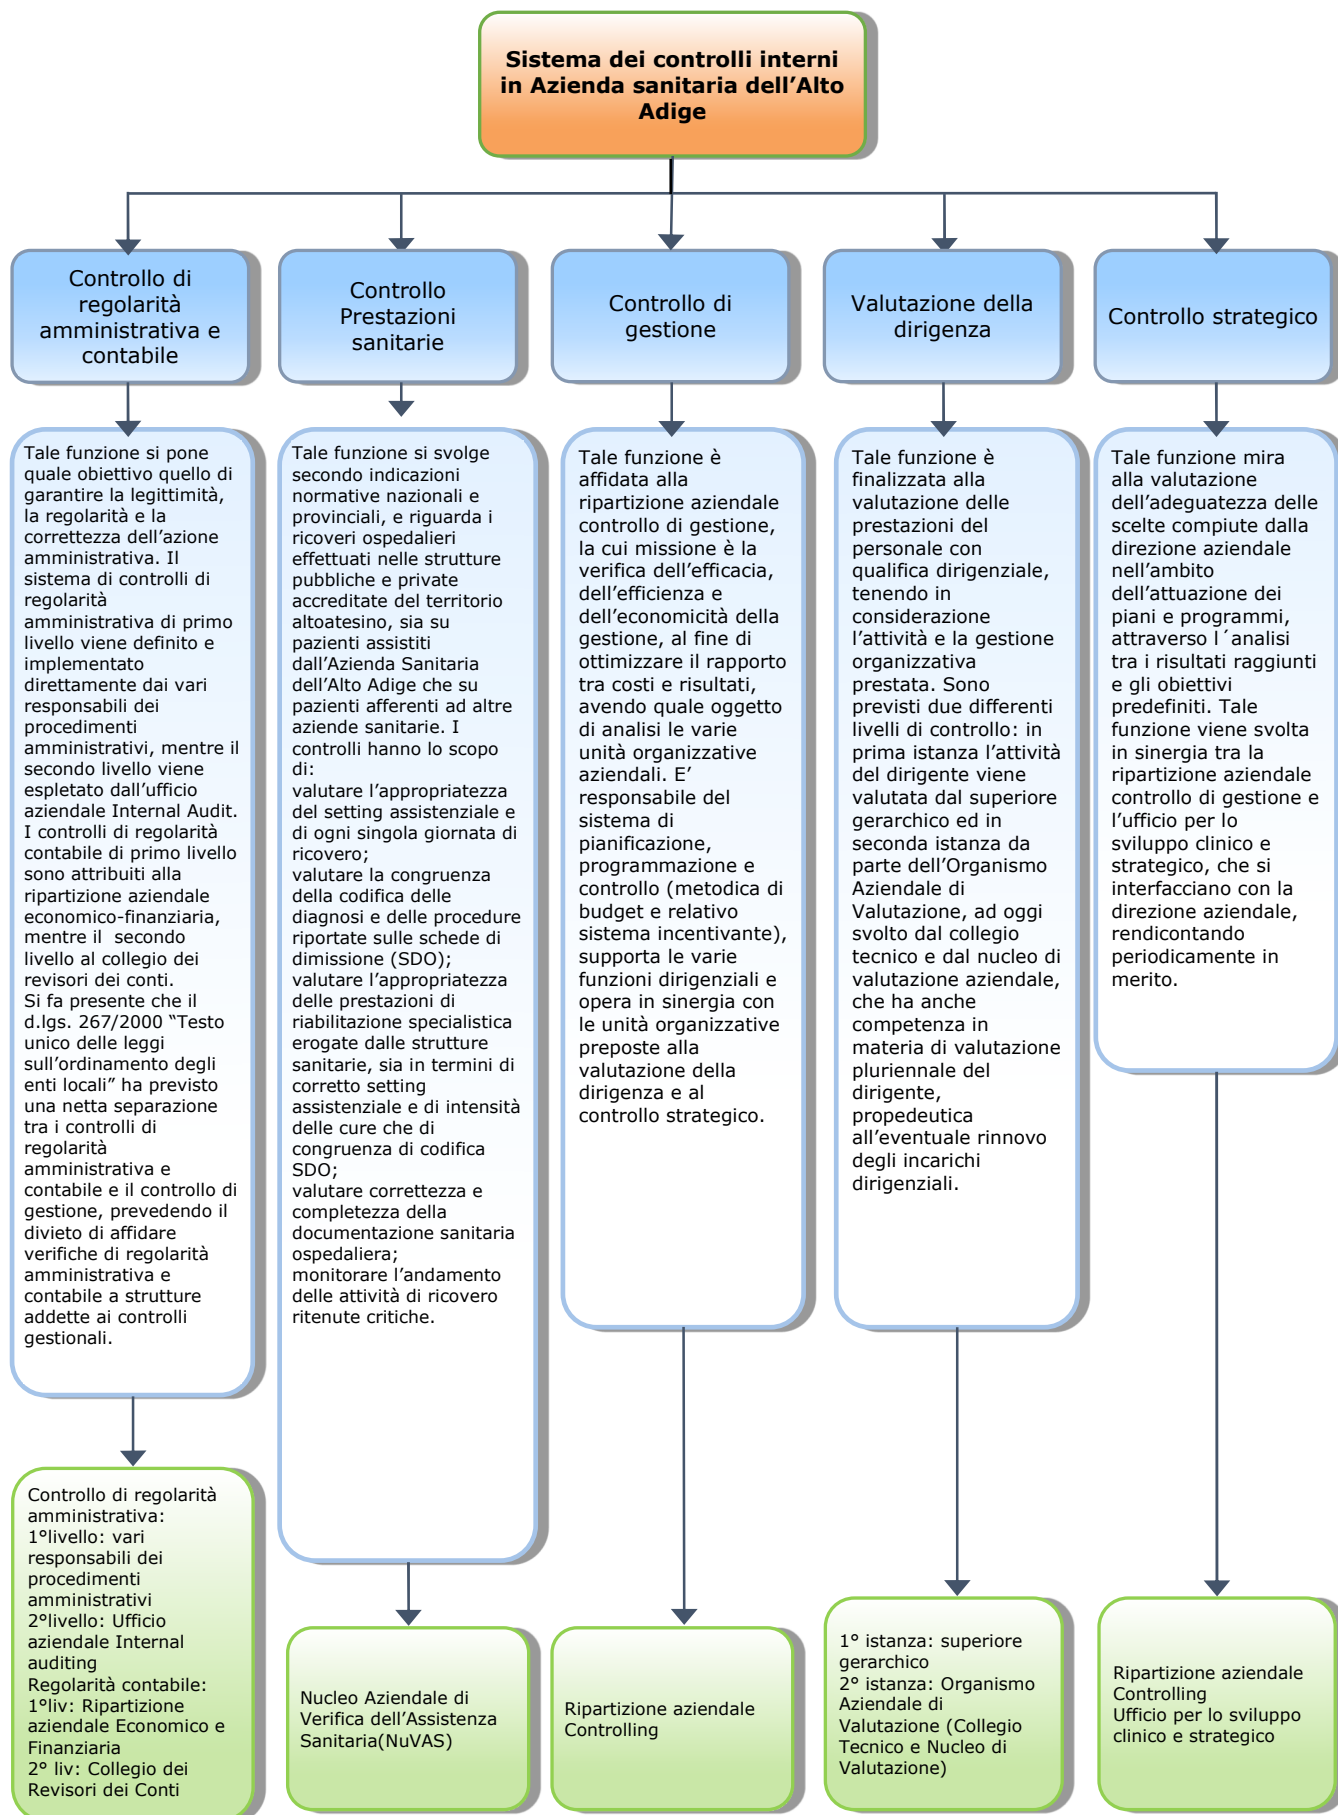 Sistema dei controlli interni
in Azienda sanitaria dell’Alto
Adige
Controllo di
regolarità
amministrativa e
contabile
Controllo
Prestazioni
sanitarie
Controllo di
gestione
Valutazione della
dirigenza
Controllo strategico
Tale funzione si pone
quale obiettivo quello di
garantire la legittimità,
la regolarità e la
correttezza dell’azione
amministrativa. Il
sistema di controlli di
regolarità
amministrativa di primo
livello viene definito e
implementato
direttamente dai vari
responsabili dei
procedimenti
amministrativi, mentre il
secondo livello viene
espletato dall’ufficio
aziendale Internal Audit.
I controlli di regolarità
contabile di primo livello
sono attribuiti alla
ripartizione aziendale
economico-finanziaria,
mentre il  secondo
livello al collegio dei
revisori dei conti.
Si fa presente che il
d.lgs. 267/2000 “Testo
unico delle leggi
sull’ordinamento degli
enti locali” ha previsto
una netta separazione
tra i controlli di
regolarità
amministrativa e
contabile e il controllo di
gestione, prevedendo il
divieto di affidare
verifiche di regolarità
amministrativa e
contabile a strutture
addette ai controlli
gestionali.
Tale funzione si svolge
secondo indicazioni
normative nazionali e
provinciali, e riguarda i
ricoveri ospedalieri
effettuati nelle strutture
pubbliche e private
accreditate del territorio
altoatesino, sia su
pazienti assistiti
dall’Azienda Sanitaria
dell’Alto Adige che su
pazienti afferenti ad altre
aziende sanitarie. I
controlli hanno lo scopo
di:
valutare l’appropriatezza
del setting assistenziale e
di ogni singola giornata di
ricovero;
valutare la congruenza
della codifica delle
diagnosi e delle procedure
riportate sulle schede di
dimissione (SDO);
valutare l’appropriatezza
delle prestazioni di
riabilitazione specialistica
erogate dalle strutture
sanitarie, sia in termini di
corretto setting
assistenziale e di intensità
delle cure che di
congruenza di codifica
SDO;
valutare correttezza e
completezza della
documentazione sanitaria
ospedaliera;
monitorare l’andamento
delle attività di ricovero
ritenute critiche.
Tale funzione è
affidata alla
ripartizione aziendale
controllo di gestione,
la cui missione è la
verifica dell’efficacia,
dell’efficienza e
dell’economicità della
gestione, al fine di
ottimizzare il rapporto
tra costi e risultati,
avendo quale oggetto
di analisi le varie
unità organizzative
aziendali. E’
responsabile del
sistema di
pianificazione,
programmazione e
controllo (metodica di
budget e relativo
sistema incentivante),
supporta le varie
funzioni dirigenziali e
opera in sinergia con
le unità organizzative
preposte alla
valutazione della
dirigenza e al
controllo strategico.
Tale funzione è
finalizzata alla
valutazione delle
prestazioni del
personale con
qualifica dirigenziale,
tenendo in
considerazione
l’attività e la gestione
organizzativa
prestata. Sono
previsti due differenti
livelli di controllo: in
prima istanza l’attività
del dirigente viene
valutata dal superiore
gerarchico ed in
seconda istanza da
parte dell’Organismo
Aziendale di
Valutazione, ad oggi
svolto dal collegio
tecnico e dal nucleo di
valutazione aziendale,
che ha anche
competenza in
materia di valutazione
pluriennale del
dirigente,
propedeutica
all’eventuale rinnovo
degli incarichi
dirigenziali.
Tale funzione mira
alla valutazione
dell’adeguatezza delle
scelte compiute dalla
direzione aziendale
nell’ambito
dell’attuazione dei
piani e programmi,
attraverso l´analisi
tra i risultati raggiunti
e gli obiettivi
predefiniti. Tale
funzione viene svolta
in sinergia tra la
ripartizione aziendale
controllo di gestione e
l’ufficio per lo
sviluppo clinico e
strategico, che si
interfacciano con la
direzione aziendale,
rendicontando
periodicamente in
merito.
Controllo di regolarità
amministrativa:
1°livello: vari
responsabili dei
procedimenti
amministrativi
2°livello: Ufficio
aziendale Internal
auditing
Regolarità contabile:
1°liv: Ripartizione
aziendale Economico e
Finanziaria
2° liv: Collegio dei
Revisori dei Conti
Nucleo Aziendale di
Verifica dell’Assistenza
Sanitaria(NuVAS)
Ripartizione aziendale
Controlling
1° istanza: superiore
gerarchico
2° istanza: Organismo
Aziendale di
Valutazione (Collegio
Tecnico e Nucleo di
Valutazione)
Ripartizione aziendale
Controlling
Ufficio per lo sviluppo
clinico e strategico